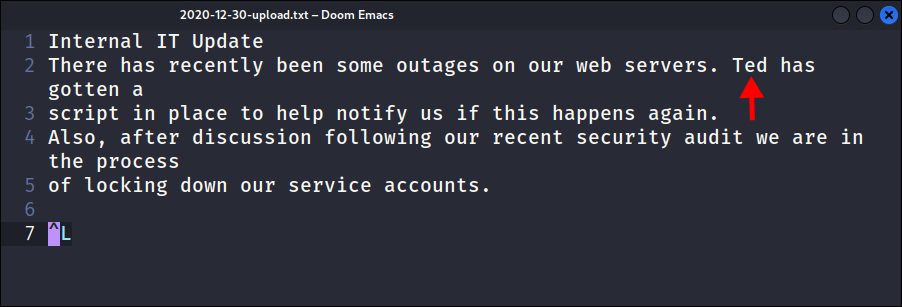 2020-12-30-upload.txt – Doom Emacs
1 Internal IT Update
2 There has recently been some outages on our web servers. Ted has
gotten a
3 script in place to help notify us if this happens again.
4 Also, after discussion following our recent security audit we are in
the process
5 of locking down our service accounts.
6
7 ^L